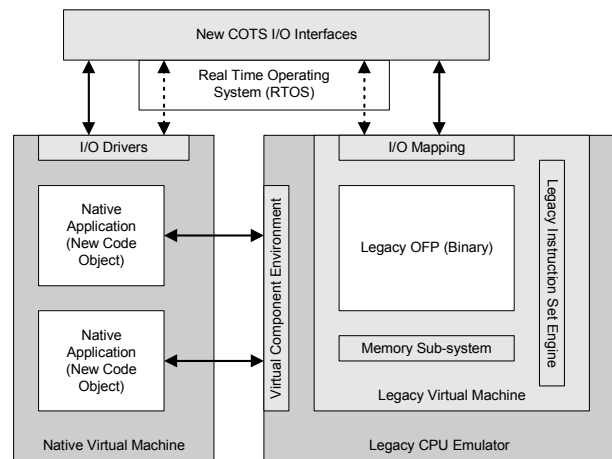 New COTS I/O Interfaces
Real Time Operating
System (RTOS)
I/O Drivers
I/O Mapping
Native
Application
(New Code
Object)
Native
Application
(New Code
Object)
Virtual Component Environment
Legacy OFP (Binary)
Legacy Instruction Set Engine
Memory Sub-system
Legacy Virtual Machine
Native Virtual Machine
Legacy CPU Emulator